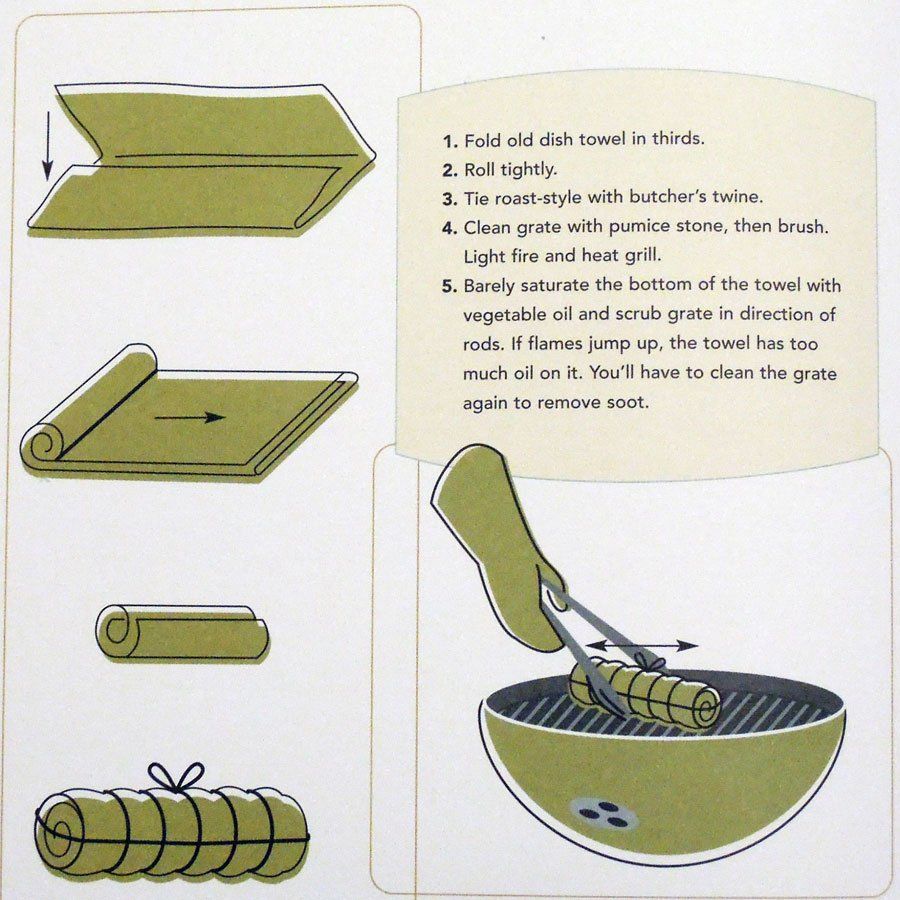 1. Fold old dish towel in thirds.
2. Roll tightly.
3. Tie roast-style with butcher's twine.
4. Clean grate with pumice stone, then brush.
Light fire and heat grill.
5. Barely saturate the bottom of the towel with
vegetable oil and scrub grate in direction of
rods. If flames jump up, the towel has too
much oil on it. You'll have to clean the grate
again to remove soot.